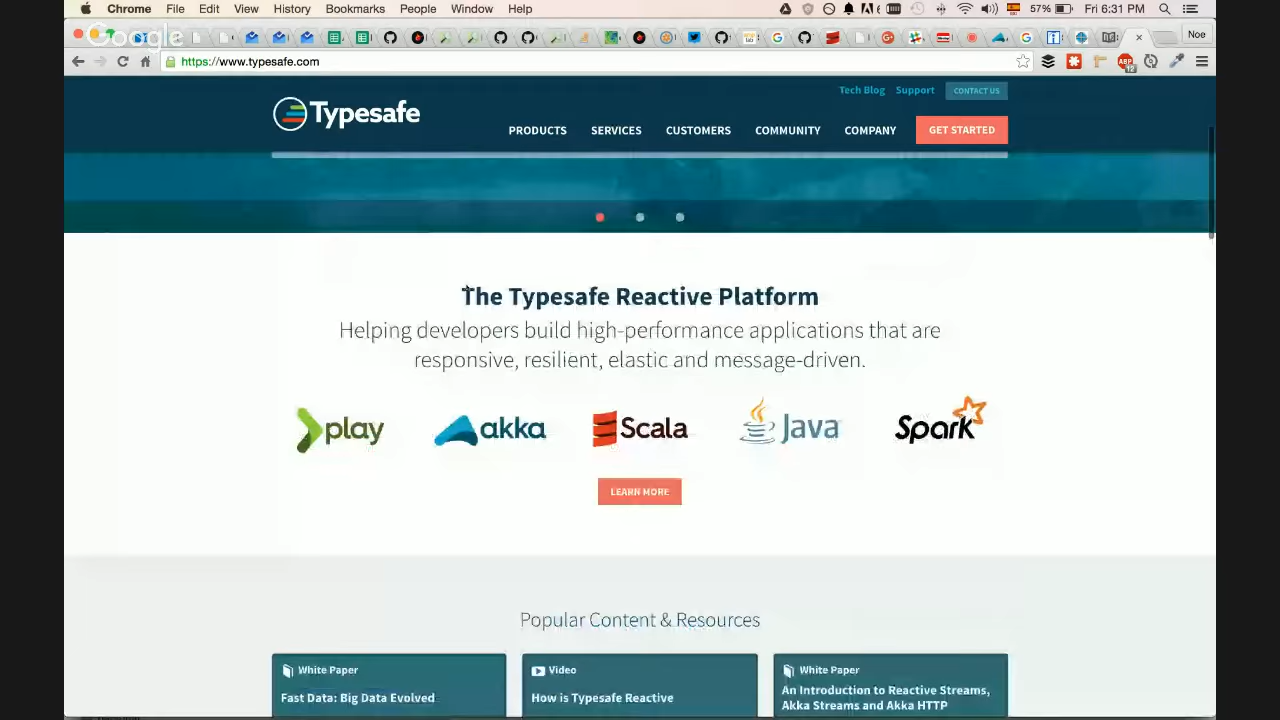 Chrome File Edit View History Bookmarks People Window Help 57% Fri 6:31 PM
Google
Noe
https://www.typesafe.com
ABP
12
Tech Blog Support CONTACT US
Typesafe
PRODUCTS SERVICES CUSTOMERS COMMUNITY COMPANY GET STARTED
The Typesafe Reactive Platform
Helping developers build high-performance applications that are
responsive, resilient, elastic and message-driven.
play akka Scala Java Spark
LEARN MORE
Popular Content & Resources
White Paper
Fast Data: Big Data Evolved
Video
How is Typesafe Reactive
White Paper
An Introduction to Reactive Streams,
Akka Streams and Akka HTTP